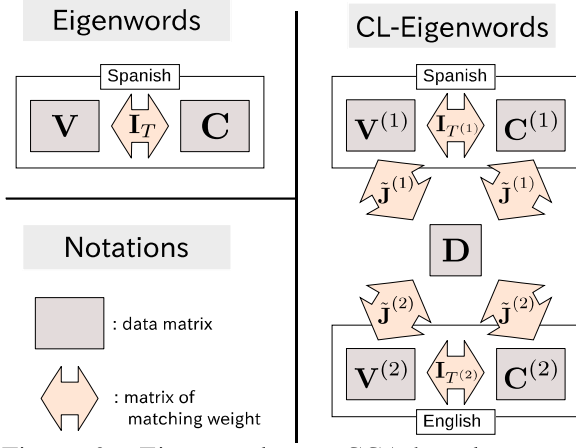 Eigenwords
Spanish
V I_T C
Notations
: data matrix
: matrix of
matching weight
CL-Eigenwords
Spanish
V^(1) I_T^(1) C^(1)
J̃^(1) J̃^(1)
D
J̃^(2) J̃^(2)
V^(2) I_T^(2) C^(2)
English